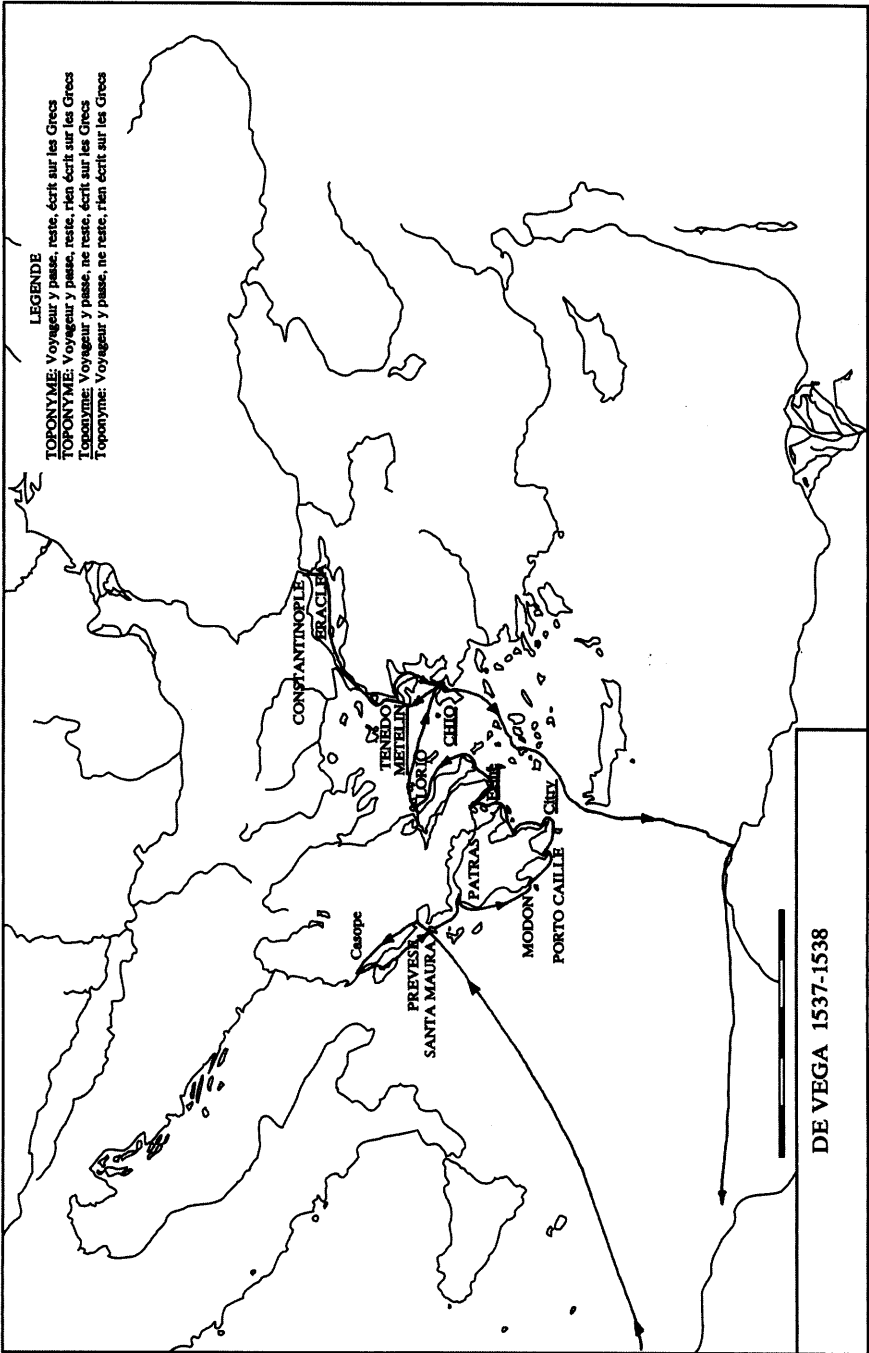 LEGENDE
TOPONYME: Voyageur y passe, reste, écrit sur les Grecs
TOPONYME: Voyageur y passe, reste, rien écrit sur les Grecs
Toponyme: Voyageur y passe, ne reste, écrit sur les Grecs
Toponyme: Voyageur y passe, ne reste, rien écrit sur les Grecs
CONSTANTINOPLE
ERACLEA
TENEDO
METELIN
LORIO
CHIO
Citry
PATRAS
Casope
PREVESE
SANTA MAURA
MODON
PORTO CAILLE
DE VEGA 1537-1538